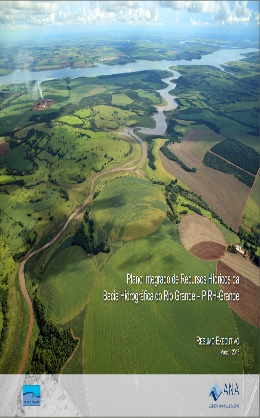 Plano Integrado de Recursos Hídricos da
Bacia Hidrográfica do Rio Grande – PIRH-Grande
RESUMO EXECUTIVO
ANA